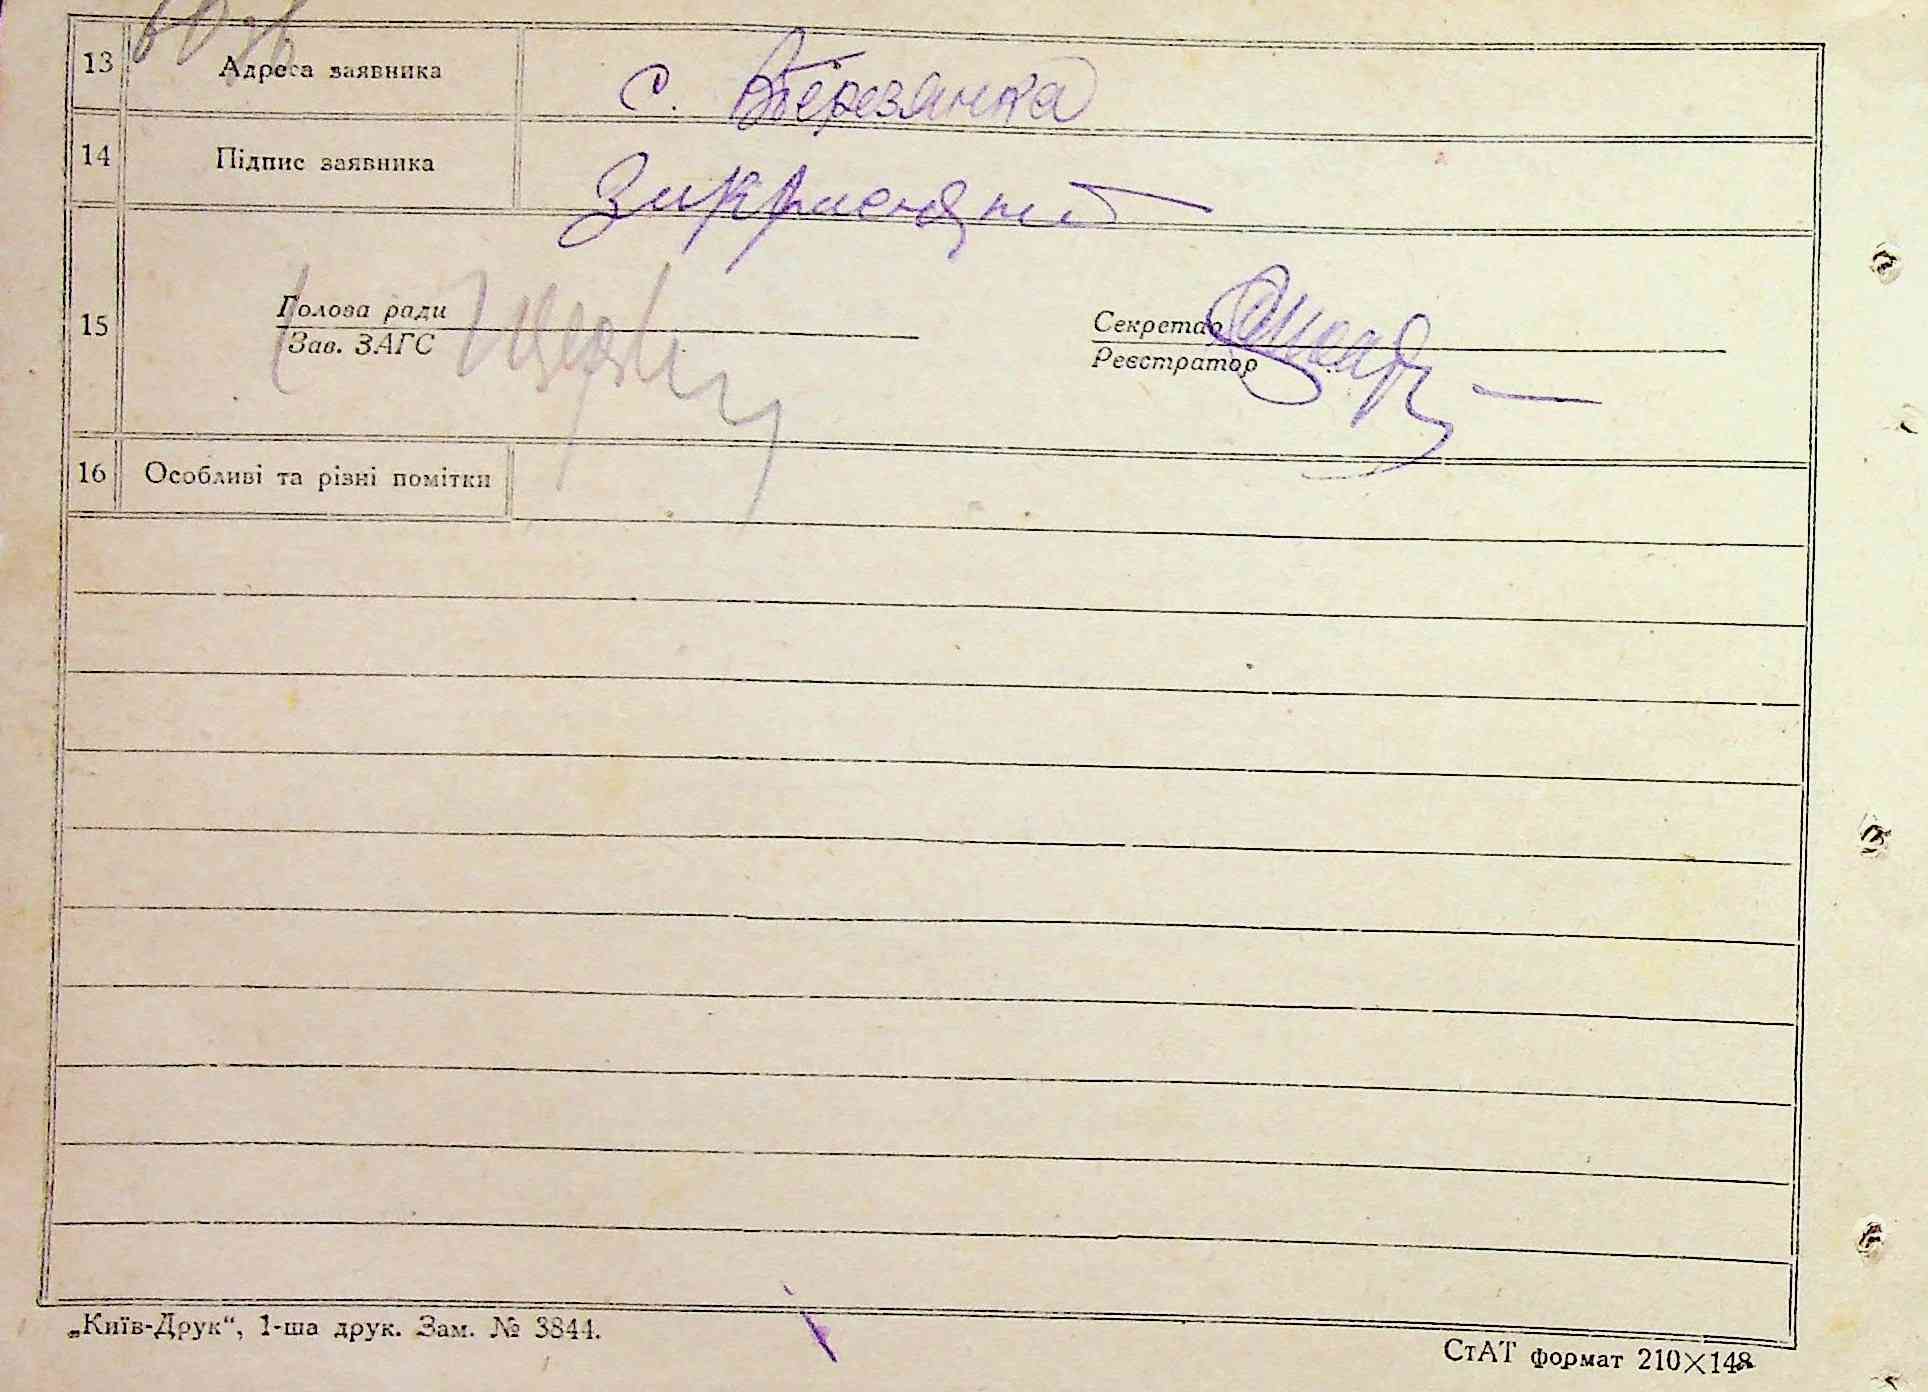 13 Адреса заявника с. Березянка
14 Підпис заявника
15 Голова ради Секретар
Зав. ЗАГС Реєстратор
16 Особливі та різні помітки
„Київ-Друк“, 1-ша друк. Зам. № 3844.
СтАТ формат 210×148